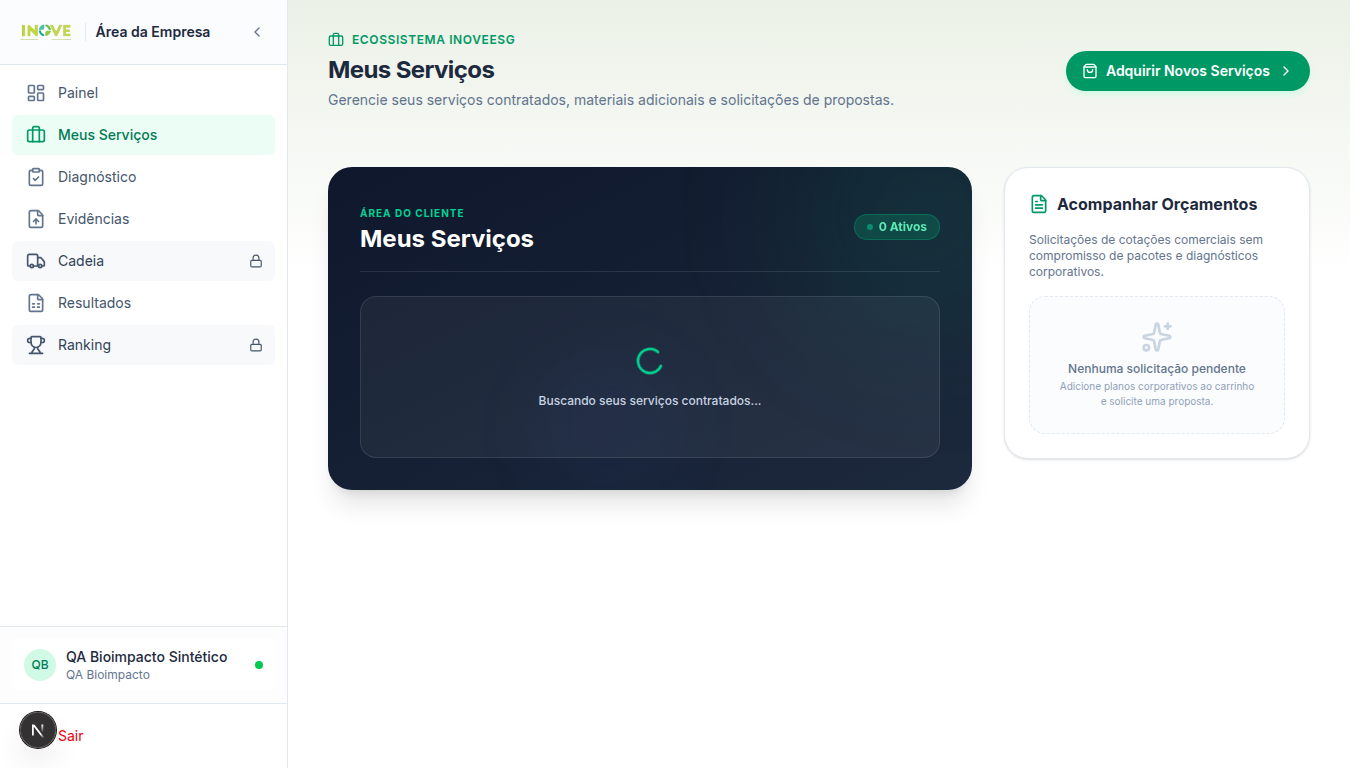 INOVE
Área da Empresa
Painel
Meus Serviços
Diagnóstico
Evidências
Cadeia
Resultados
Ranking
QB
QA Bioimpacto Sintético
QA Bioimpacto
N
Sair
ECOSSISTEMA INOVEESG
Meus Serviços
Gerencie seus serviços contratados, materiais adicionais e solicitações de propostas.
Adquirir Novos Serviços
ÁREA DO CLIENTE
Meus Serviços
0 Ativos
Buscando seus serviços contratados...
Acompanhar Orçamentos
Solicitações de cotações comerciais sem
compromisso de pacotes e diagnósticos
corporativos.
Nenhuma solicitação pendente
Adicione planos corporativos ao carrinho
e solicite uma proposta.